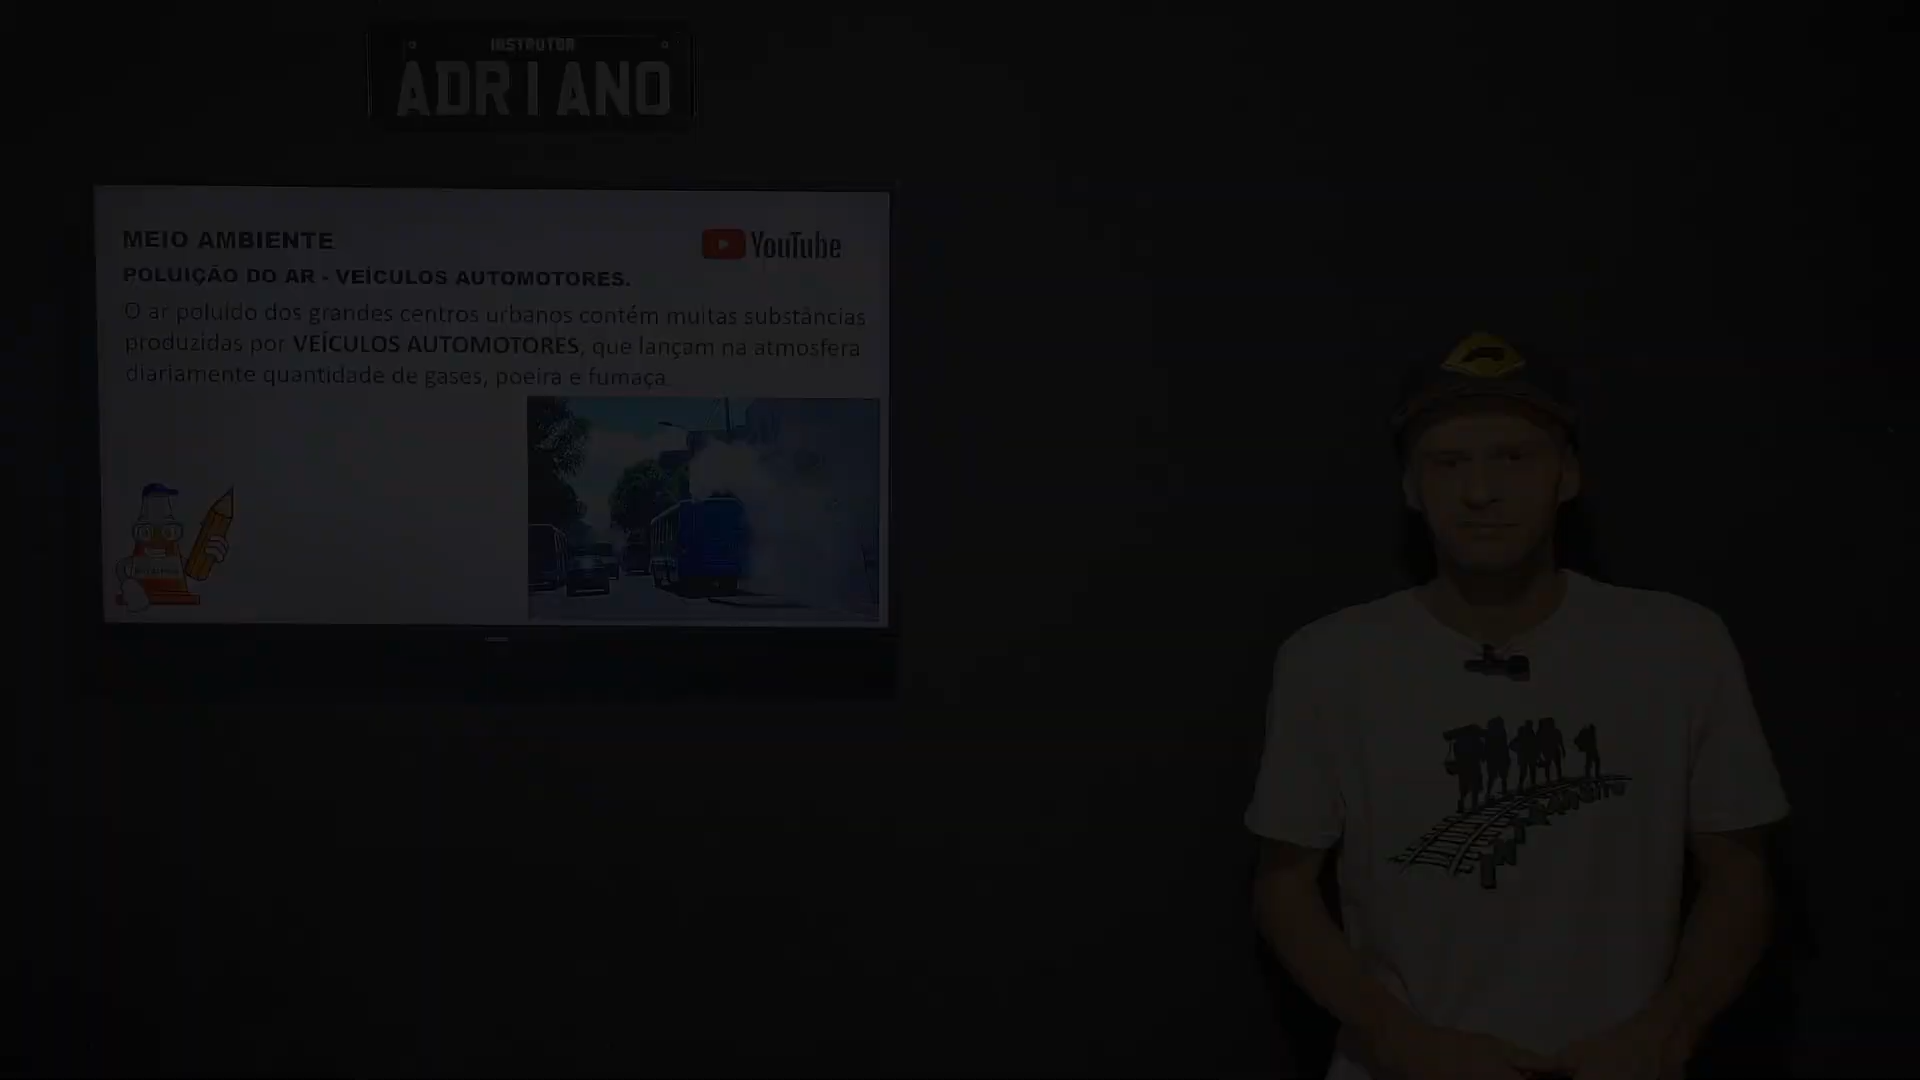 INSTRUTOR
ADRIANO
MEIO AMBIENTE
YouTube
POLUIÇÃO DO AR - VEÍCULOS AUTOMOTORES.
O ar poluído dos grandes centros urbanos contém muitas substâncias
produzidas por VEÍCULOS AUTOMOTORES, que lançam na atmosfera
diariamente quantidade de gases, poeira e fumaça.